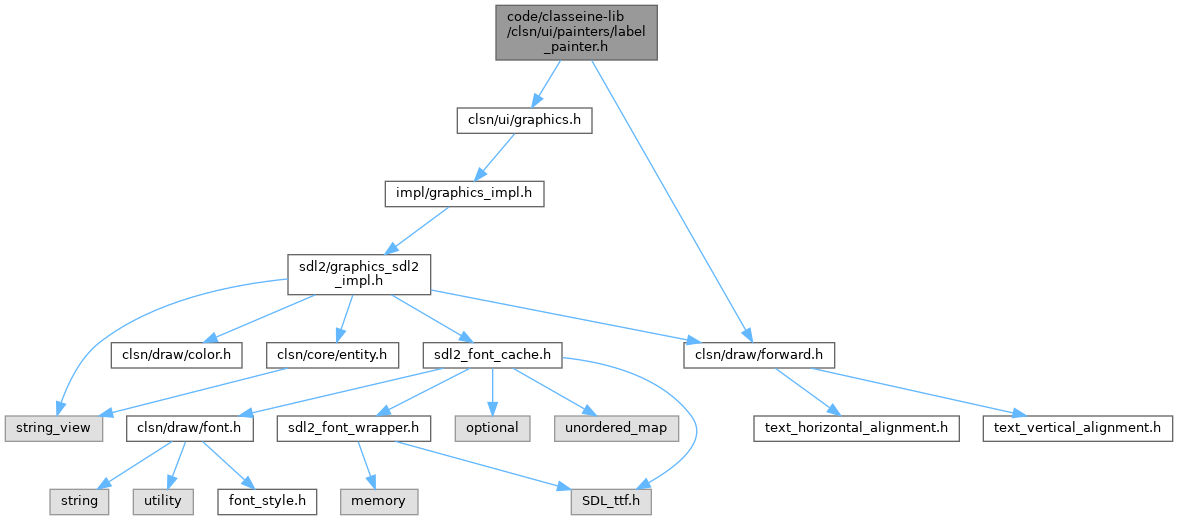 code/classeine-lib
/clsn/ui/painters/label
_painter.h
clsn/ui/graphics.h
impl/graphics_impl.h
sdl2/graphics_sdl2
_impl.h
clsn/draw/color.h
clsn/core/entity.h
sdl2_font_cache.h
clsn/draw/forward.h
string_view
clsn/draw/font.h
sdl2_font_wrapper.h
optional
unordered_map
text_horizontal_alignment.h
text_vertical_alignment.h
string
utility
font_style.h
memory
SDL_ttf.h